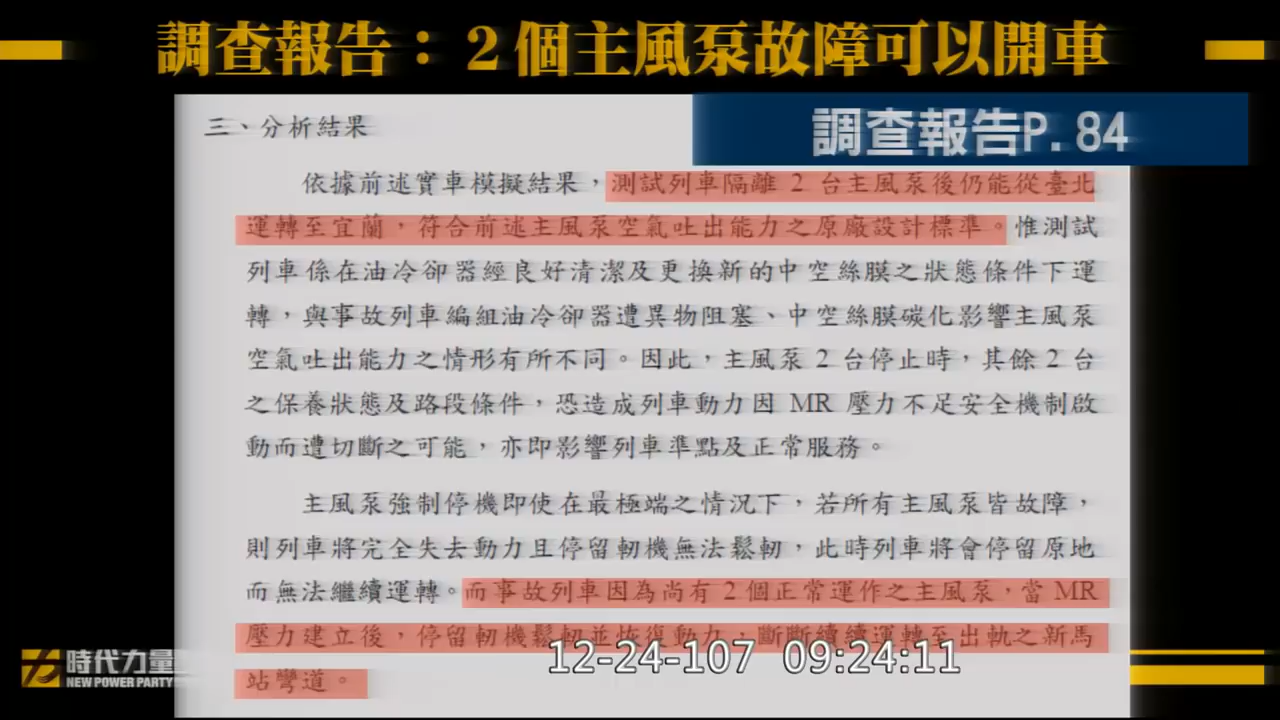 調查報告：2個主風泵故障可以開車
調查報告P.84
三、分析結果
依據前述實車模擬結果，測試列車隔離 2 台主風泵後仍能從臺北
運轉至宜蘭，符合前述主風泵空氣吐出能力之原廠設計標準。惟測試
列車係在油冷卻器經良好清潔及更換新的中空絲膜之狀態條件下運
轉，與事故列車編組油冷卻器遭異物阻塞、中空絲膜碳化影響主風泵
空氣吐出能力之情形有所不同。因此，主風泵 2 台停止時，其餘 2 台
之保養狀態及路段條件，恐造成列車動力因 MR 壓力不足安全機制啟
動而遭切斷之可能，亦即影響列車準點及正常服務。
主風泵強制停機即使在最極端之情況下，若所有主風泵皆故障，
則列車將完全失去動力且停留軔機無法鬆軔，此時列車將會停留原地
而無法繼續運轉。而事故列車因為尚有 2 個正常運作之主風泵，當 MR
壓力建立後，停留軔機鬆軔並恢復動力，斷斷續續運轉至出軌之新馬
站彎道。
12-24-107 09:24:11
時代力量
NEW POWER PARTY